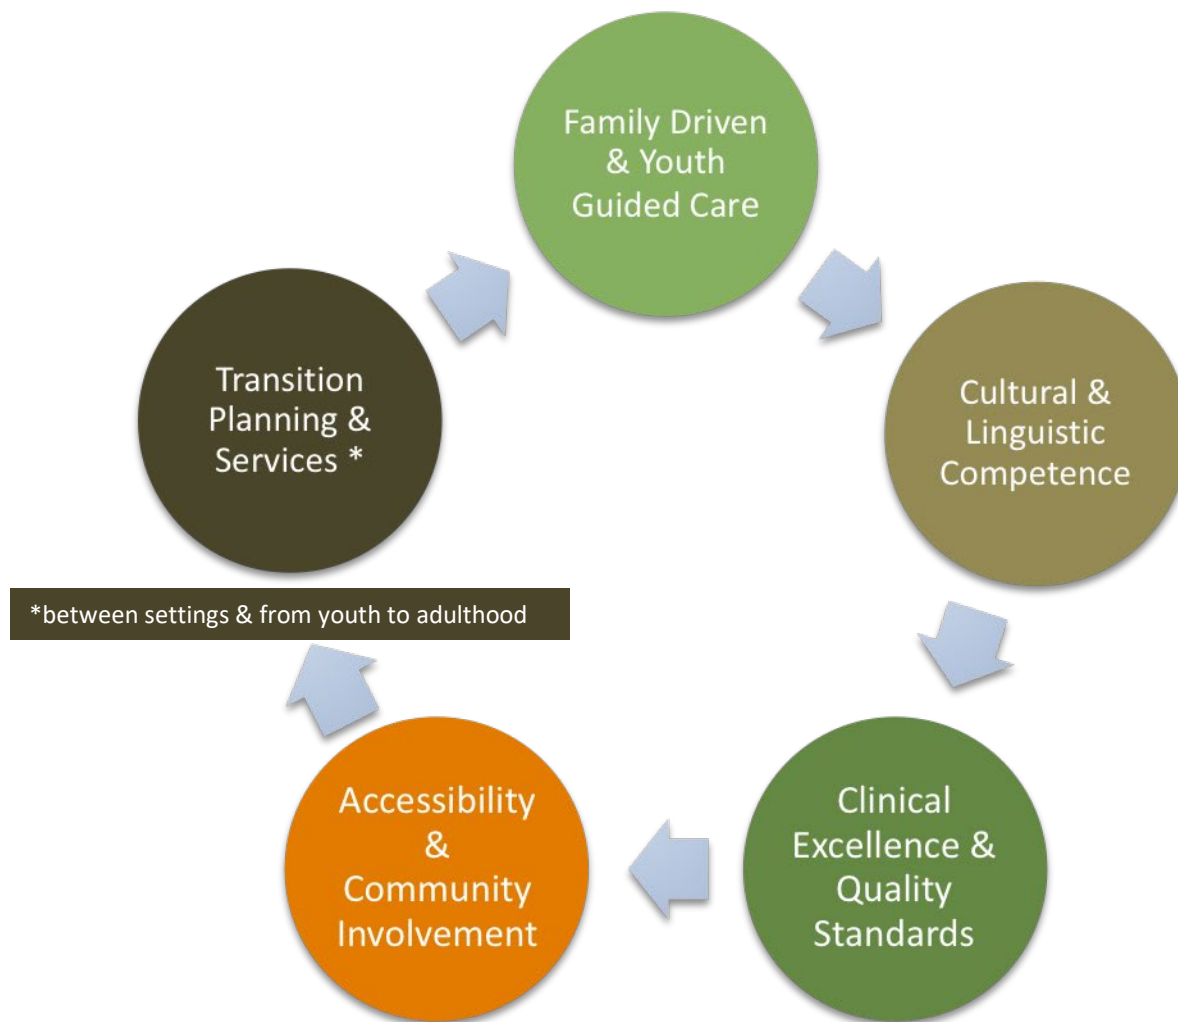 Family Driven
& Youth
Guided Care
Cultural &
Linguistic
Competence
Clinical
Excellence &
Quality
Standards
Accessibility
&
Community
Involvement
Transition
Planning &
Services *
*between settings & from youth to adulthood